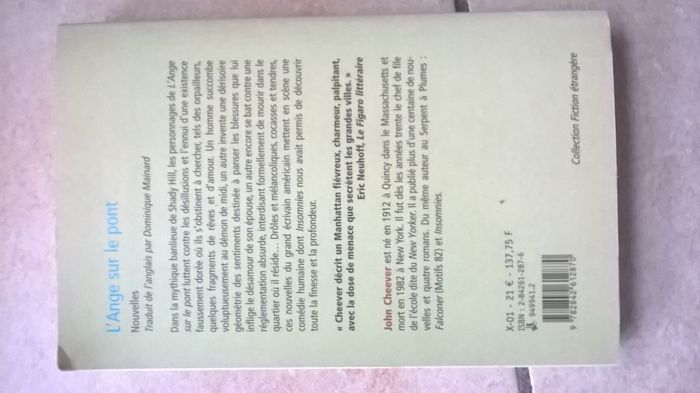 L'Ange sur le pont
Nouvelles
Traduit de l'anglais par Dominique Mainard
Dans la mythique banlieue de Shady Hill, les personnages de L'Ange
sur le pont luttent contre les désillusions et l'ennui d'une existence
faussement dorée où ils s'obstinent à chercher, tels des orpailleurs,
quelques fragments de rêves et d'amour. Un homme succombe
voluptueusement au démon de midi, un autre invente une dérisoire
géométrie des sentiments destinée à panser les blessures que lui
inflige le désamour de son épouse, un autre encore se bat contre une
réglementation absurde, interdisant formellement de mourir dans le
quartier où il réside... Drôles et mélancoliques, cocasses et tendres,
ces nouvelles du grand écrivain américain mettent en scène une
comédie humaine dont Insomnies nous avait permis de découvrir
toute la finesse et la profondeur.
« Cheever décrit un Manhattan fiévreux, charmeur, palpitant,
avec la dose de menace que secrètent les grandes villes. »
Eric Neuhoff, Le Figaro littéraire
John Cheever est né en 1912 à Quincy dans le Massachusetts et
mort en 1982 à New York. Il fut dès les années trente le chef de file
de l'école dite du New Yorker. Il a publié plus d'une centaine de nou-
velles et quatre romans. Du même auteur au Serpent à Plumes :
Falconer (Motifs 82) et Insomnies.
X-01 - 21 € - 137,75 F
ISBN : 2-84261-287-6
949941.2
9 782842 612870
Collection Fiction étrangère